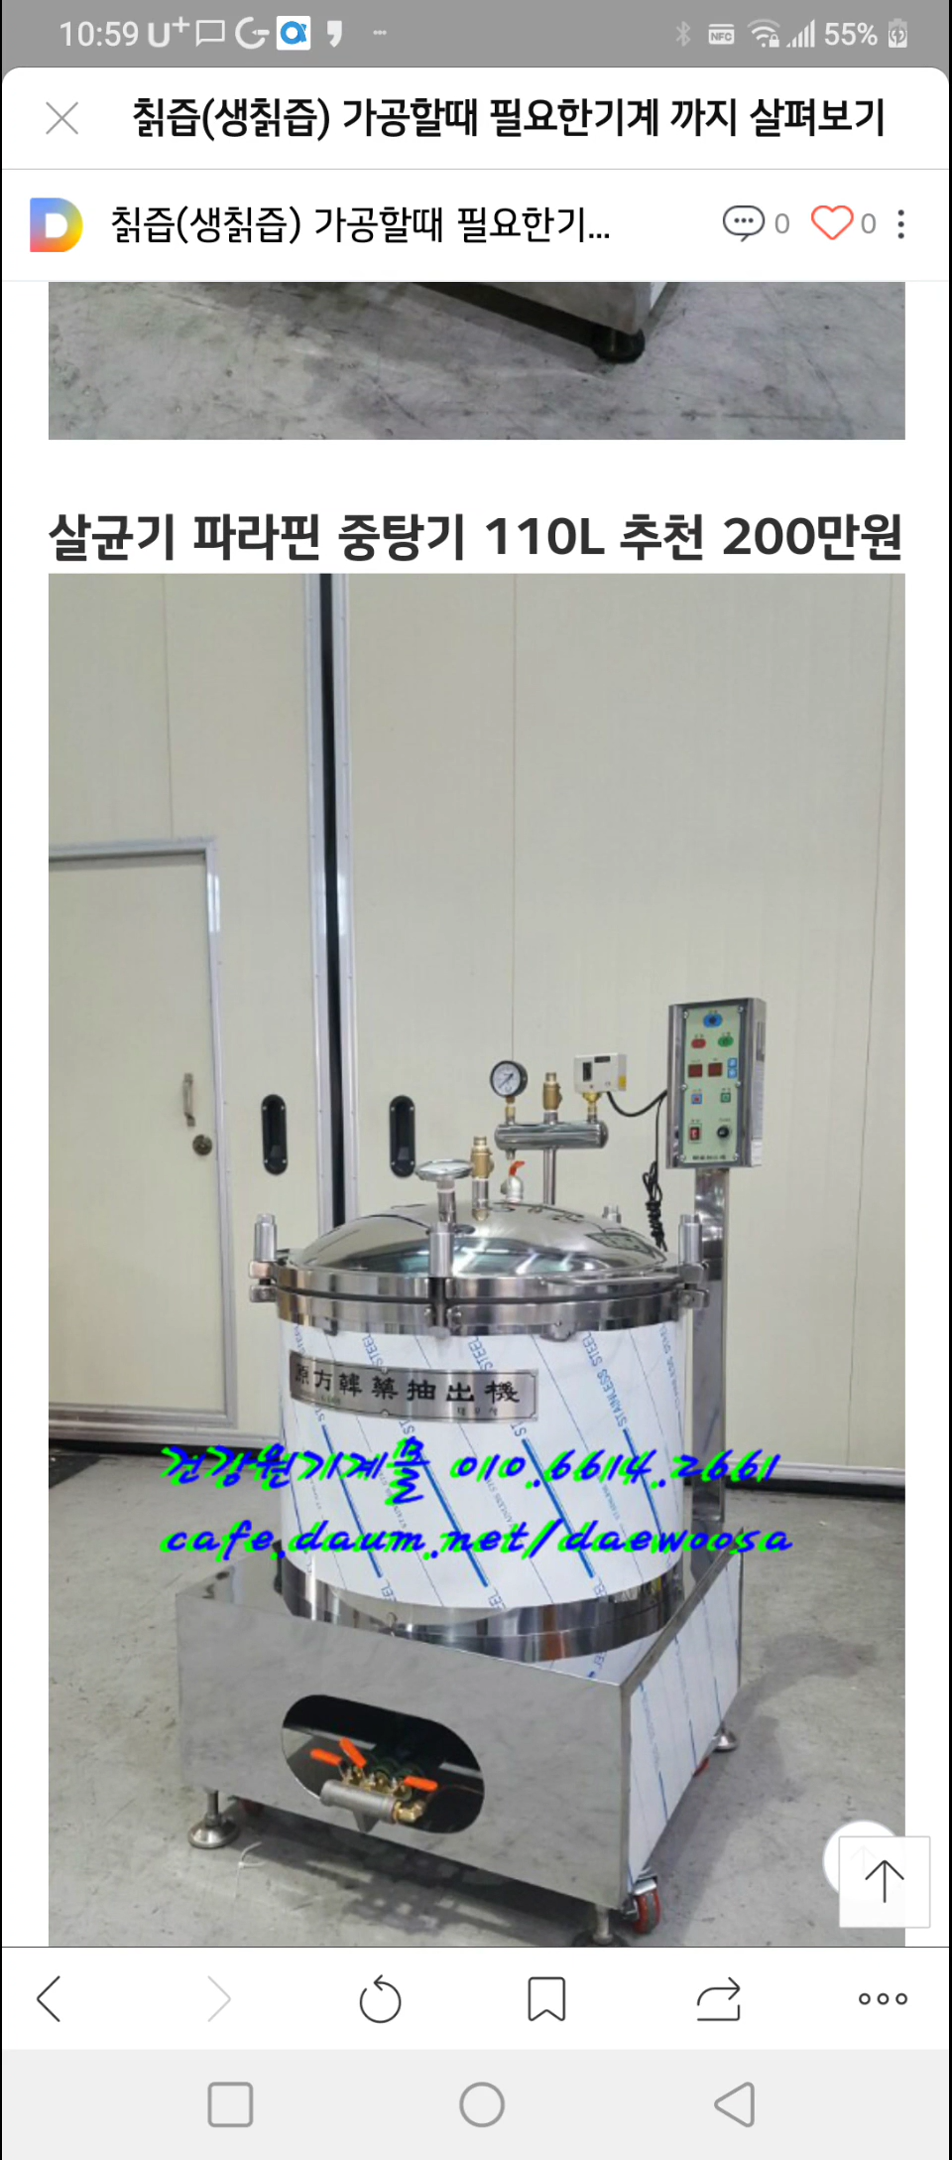 10:59 U+ 55%
NFC
칡즙(생칡즙) 가공할때 필요한기계 까지 살펴보기
칡즙(생칡즙) 가공할때 필요한기... 0 0
살균기 파라핀 중탕기 110L 추천 200만원
原方韓藥抽出機
STAINLESS STEEL
건강원기계몰 010.6614.2661
cafe.daum.net/daewoosa